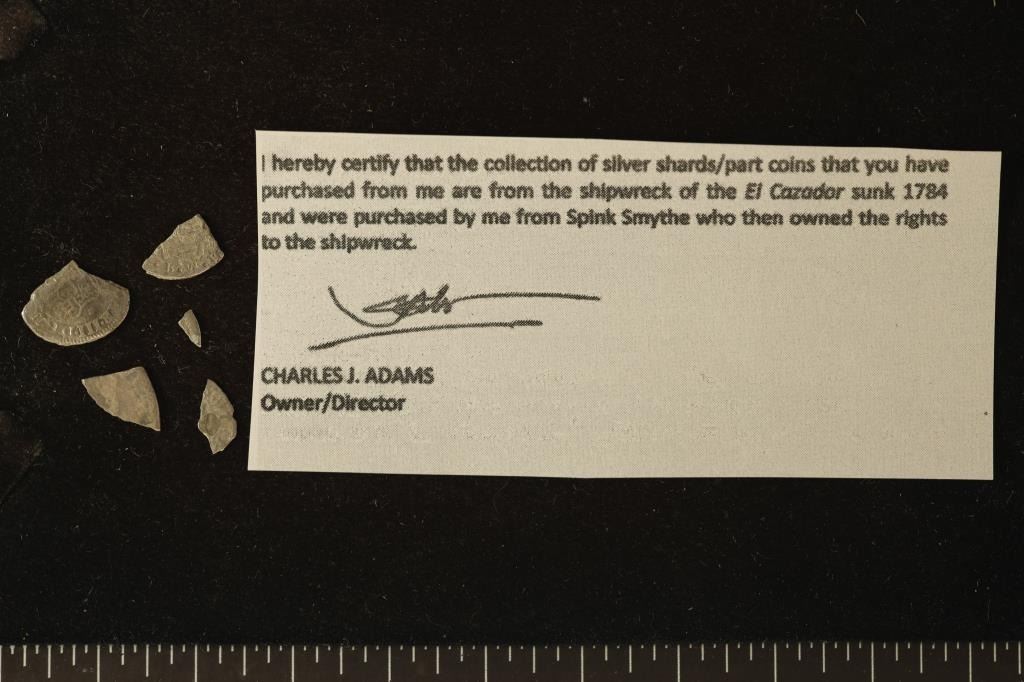 I hereby certify that the collection of silver shards/part coins that you have
purchased from me are from the shipwreck of the El Cazador sunk 1784
and were purchased by me from Spink Smythe who then owned the rights
to the shipwreck.
CHARLES J. ADAMS
Owner/Director